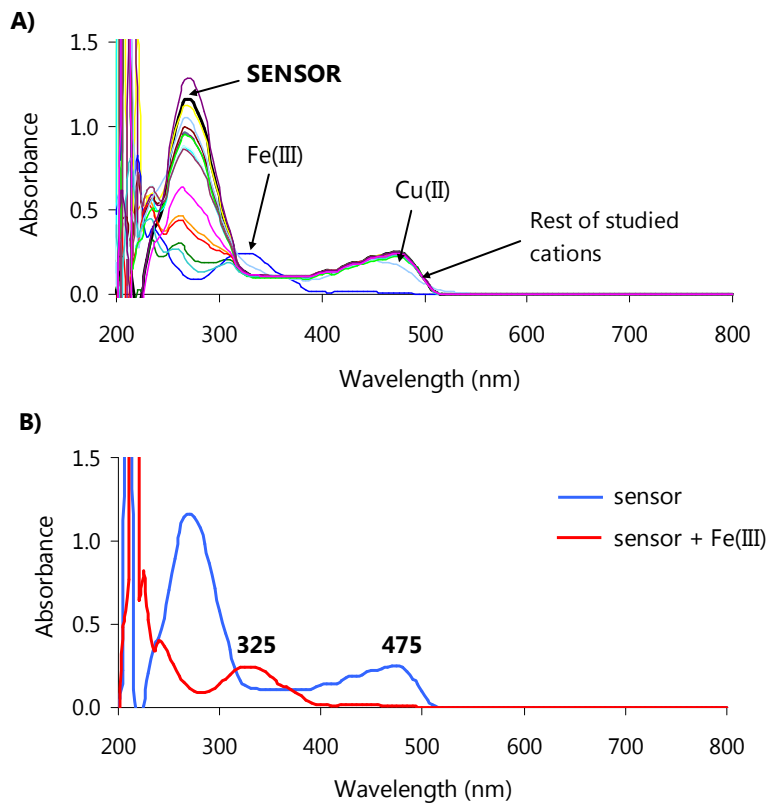 A)
1.5
1.0
0.5
0.0
Absorbance
SENSOR
Fe(III)
Cu(II)
Rest of studied
cations
200 300 400 500 600 700 800
Wavelength (nm)
B)
1.5
1.0
0.5
0.0
Absorbance
sensor
sensor + Fe(III)
325 475
200 300 400 500 600 700 800
Wavelength (nm)